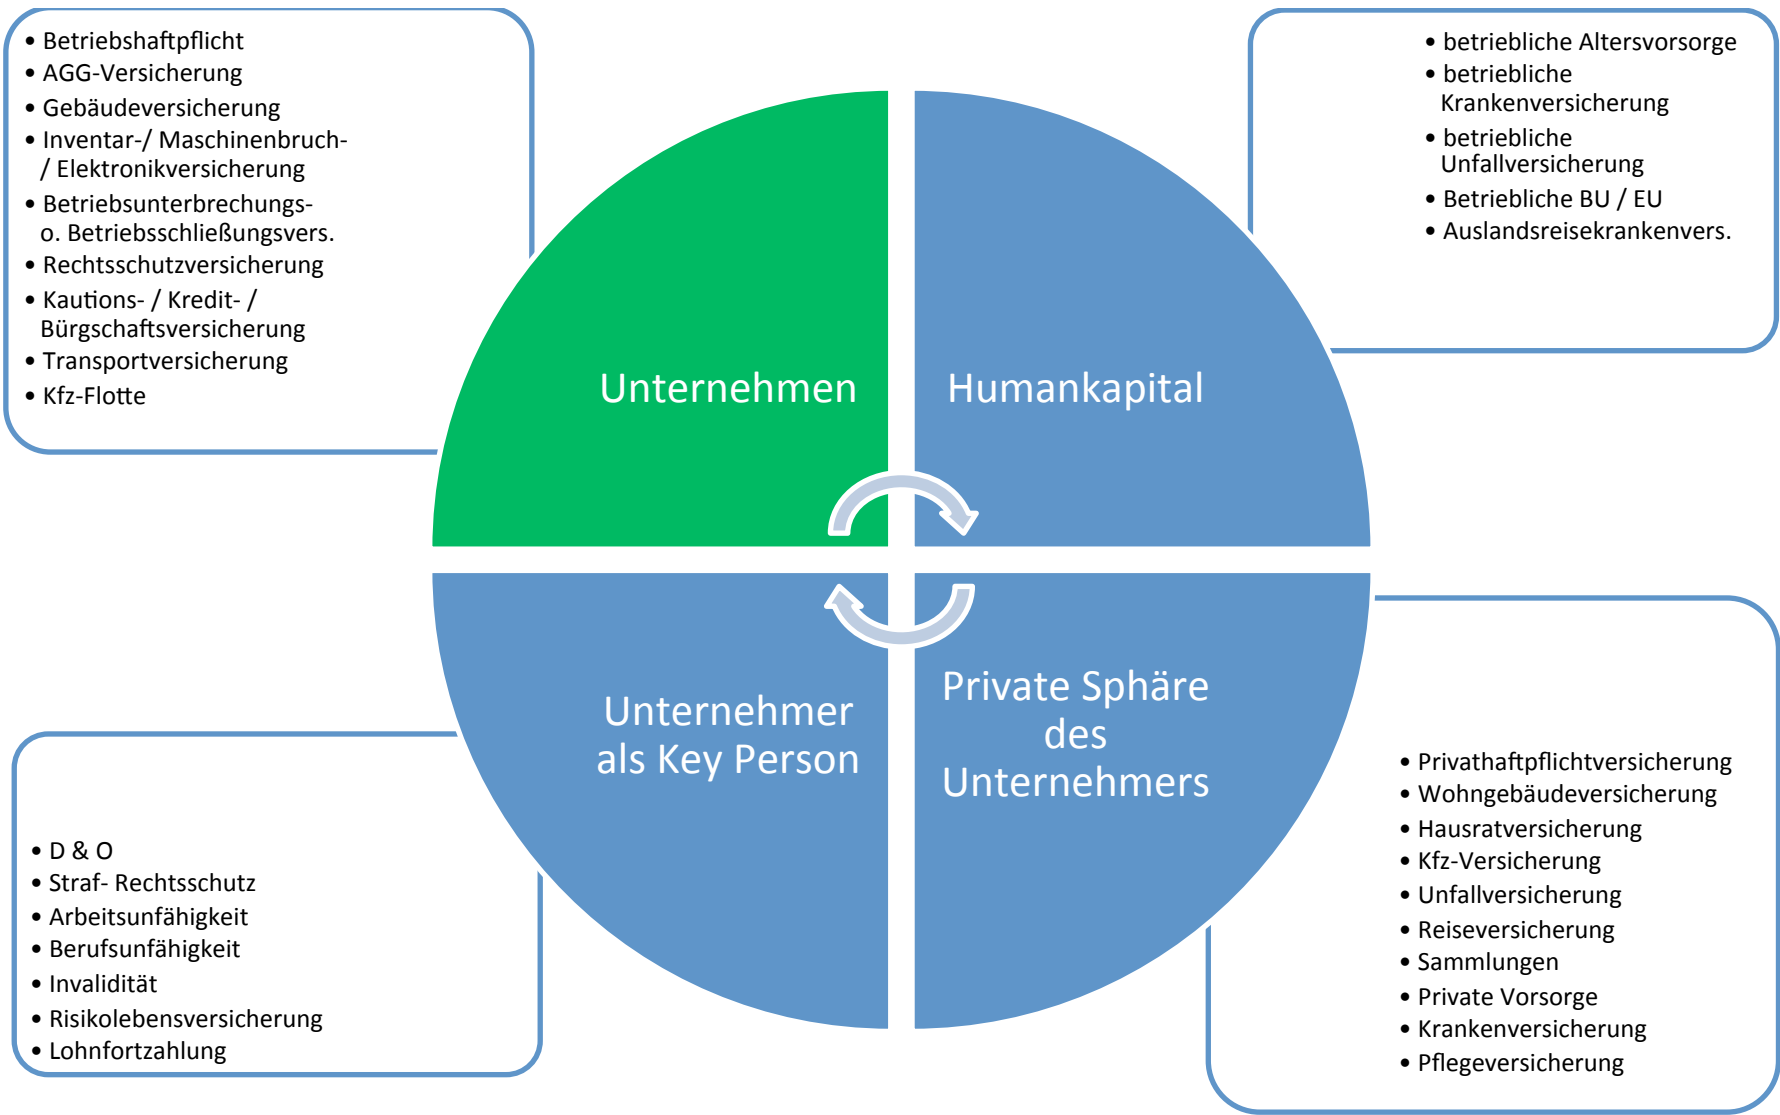 • Betriebshaftpflicht
• AGG-Versicherung
• Gebäudeversicherung
• Inventar-/ Maschinenbruch-
/ Elektronikversicherung
• Betriebsunterbrechungs-
o. Betriebsschließungsvers.
• Rechtsschutzversicherung
• Kautions- / Kredit- /
Bürgschaftsversicherung
• Transportversicherung
• Kfz-Flotte
• betriebliche Altersvorsorge
• betriebliche
Krankenversicherung
• betriebliche
Unfallversicherung
• Betriebliche BU / EU
• Auslandsreisekrankenvers.
Unternehmen
Humankapital
Unternehmer
als Key Person
Private Sphäre
des
Unternehmers
• D & O
• Straf- Rechtsschutz
• Arbeitsunfähigkeit
• Berufsunfähigkeit
• Invalidität
• Risikolebensversicherung
• Lohnfortzahlung
• Privathaftpflichtversicherung
• Wohngebäudeversicherung
• Hausratversicherung
• Kfz-Versicherung
• Unfallversicherung
• Reiseversicherung
• Sammlungen
• Private Vorsorge
• Krankenversicherung
• Pflegeversicherung